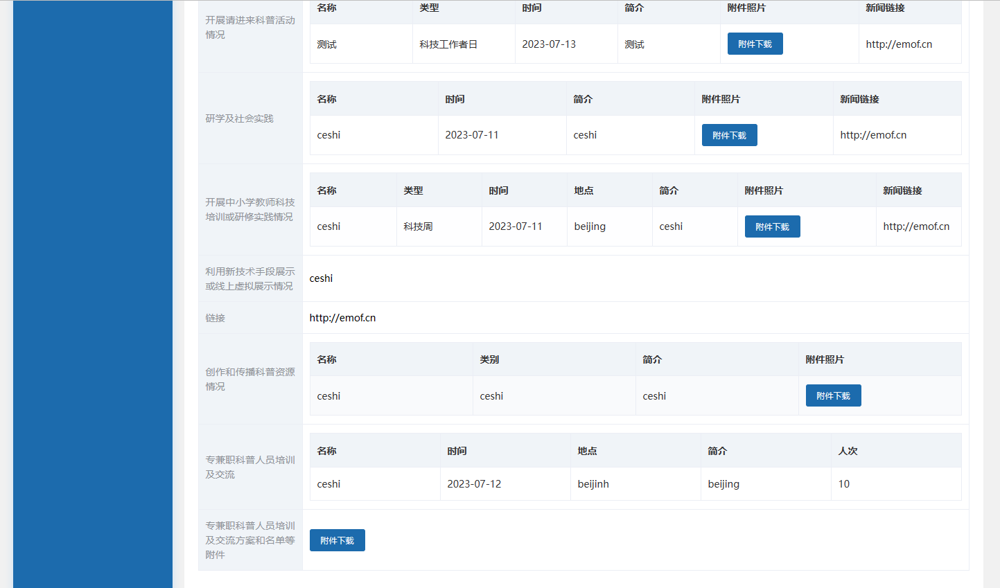 名称 类型 时间 简介 附件照片 新闻链接
开展请进来科普活动
情况
测试 科技工作者日 2023-07-13 测试 附件下载 http://emof.cn
名称 时间 简介 附件照片 新闻链接
研学及社会实践
ceshi 2023-07-11 ceshi 附件下载 http://emof.cn
名称 类型 时间 地点 简介 附件照片 新闻链接
开展中小学教师科技
培训或研修实践情况
ceshi 科技周 2023-07-11 beijing ceshi 附件下载 http://emof.cn
利用新技术手段展示
或线上虚拟展示情况
ceshi
链接 http://emof.cn
名称 类别 简介 附件照片
创作和传播科普资源
情况
ceshi ceshi ceshi 附件下载
名称 时间 地点 简介 人次
专兼职科普人员培训
及交流
ceshi 2023-07-12 beijinh beijing 10
专兼职科普人员培训
及交流方案和名单等
附件
附件下载